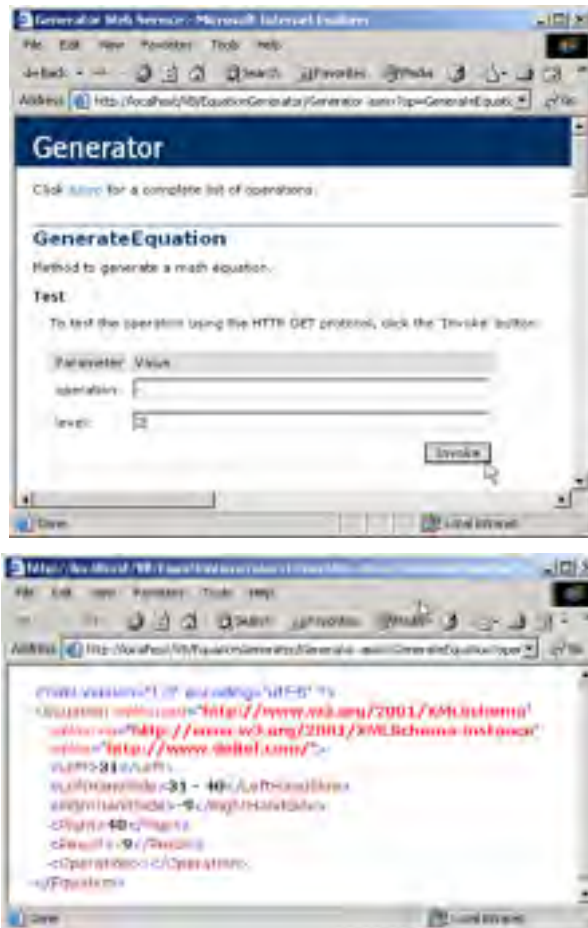 Generator Web Service - Microsoft Internet Explorer
File Edit View Favorites Tools Help
Back Search Favorites Media
Address http://localhost/VB/EquationGenerator/Generator.asmx?op=GenerateEquatic
Generator
Click here for a complete list of operations.
GenerateEquation
Method to generate a math equation.
Test
To test the operation using the HTTP GET protocol, click the 'Invoke' button.
Parameter Value
operation: -
level: 2
Invoke
Done Local intranet
File Edit View Favorites Tools Help
Search Favorites Media
Address http://localhost/VB/EquationGenerator/Generator.asmx/GenerateEquation?oper
<?xml version="1.0" encoding="utf-8" ?>
<Equation "http://www.w3.org/2001/XMLSchema"
"http://www.w3.org/2001/XMLSchema-instance"
xmlns="http://www.deitel.com/">
<Left>31</Left>
<LeftHandSide>31 - 40</LeftHandSide>
<RightHandSide>-9</RightHandSide>
<Right>40</Right>
<Result>-9</Result>
<Operation>-</Operation>
</Equation>
Done Local intranet